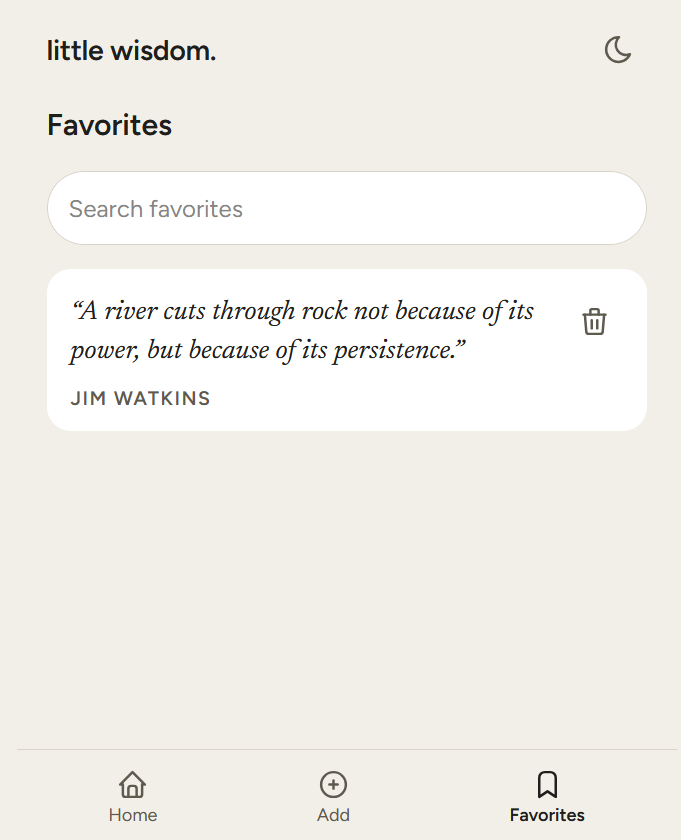 little wisdom.
Favorites
Search favorites
“A river cuts through rock not because of its
power, but because of its persistence.”
JIM WATKINS
Home
Add
Favorites